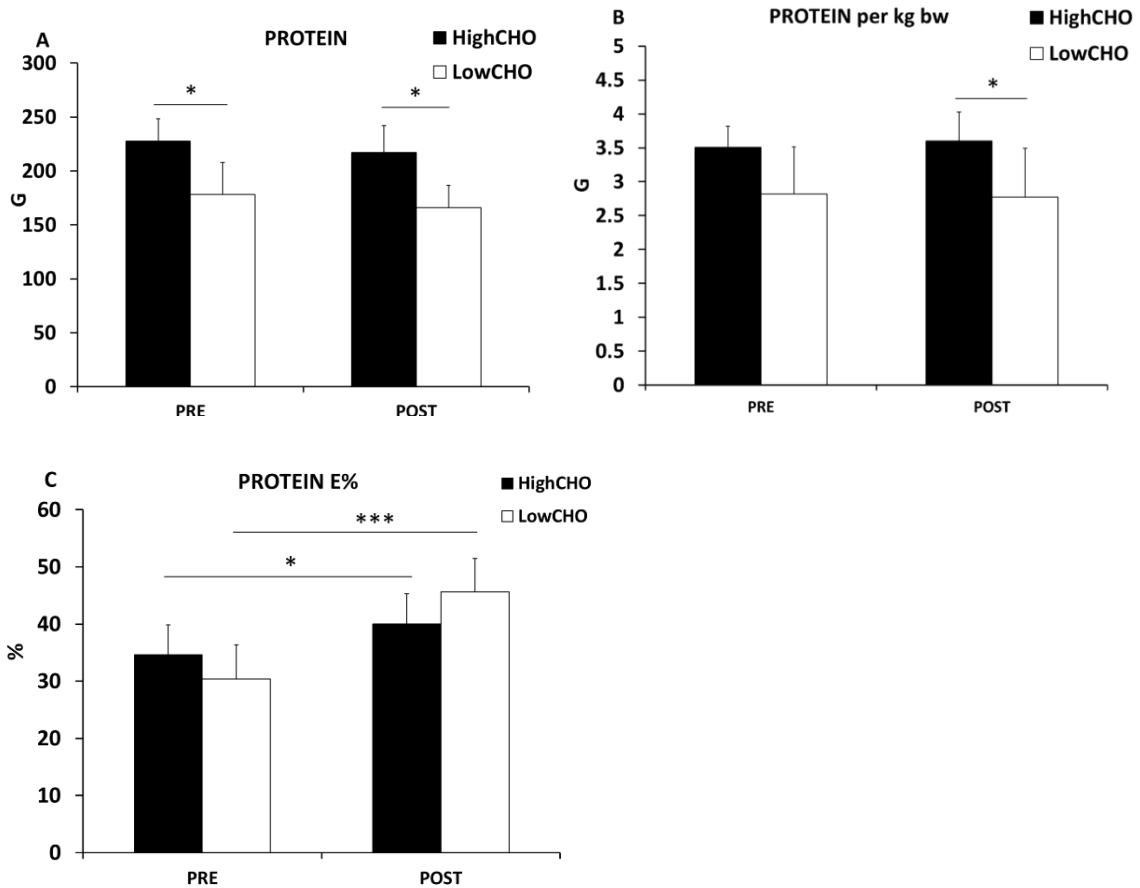 A
PROTEIN
HighCHO
LowCHO
300
250
200
150
100
50
0
G
*
*
PRE
POST
B
PROTEIN per kg bw
HighCHO
LowCHO
5
4.5
4
3.5
3
2.5
2
1.5
1
0.5
0
G
*
PRE
POST
C
PROTEIN E%
HighCHO
LowCHO
60
50
40
30
20
10
0
%
***
*
PRE
POST